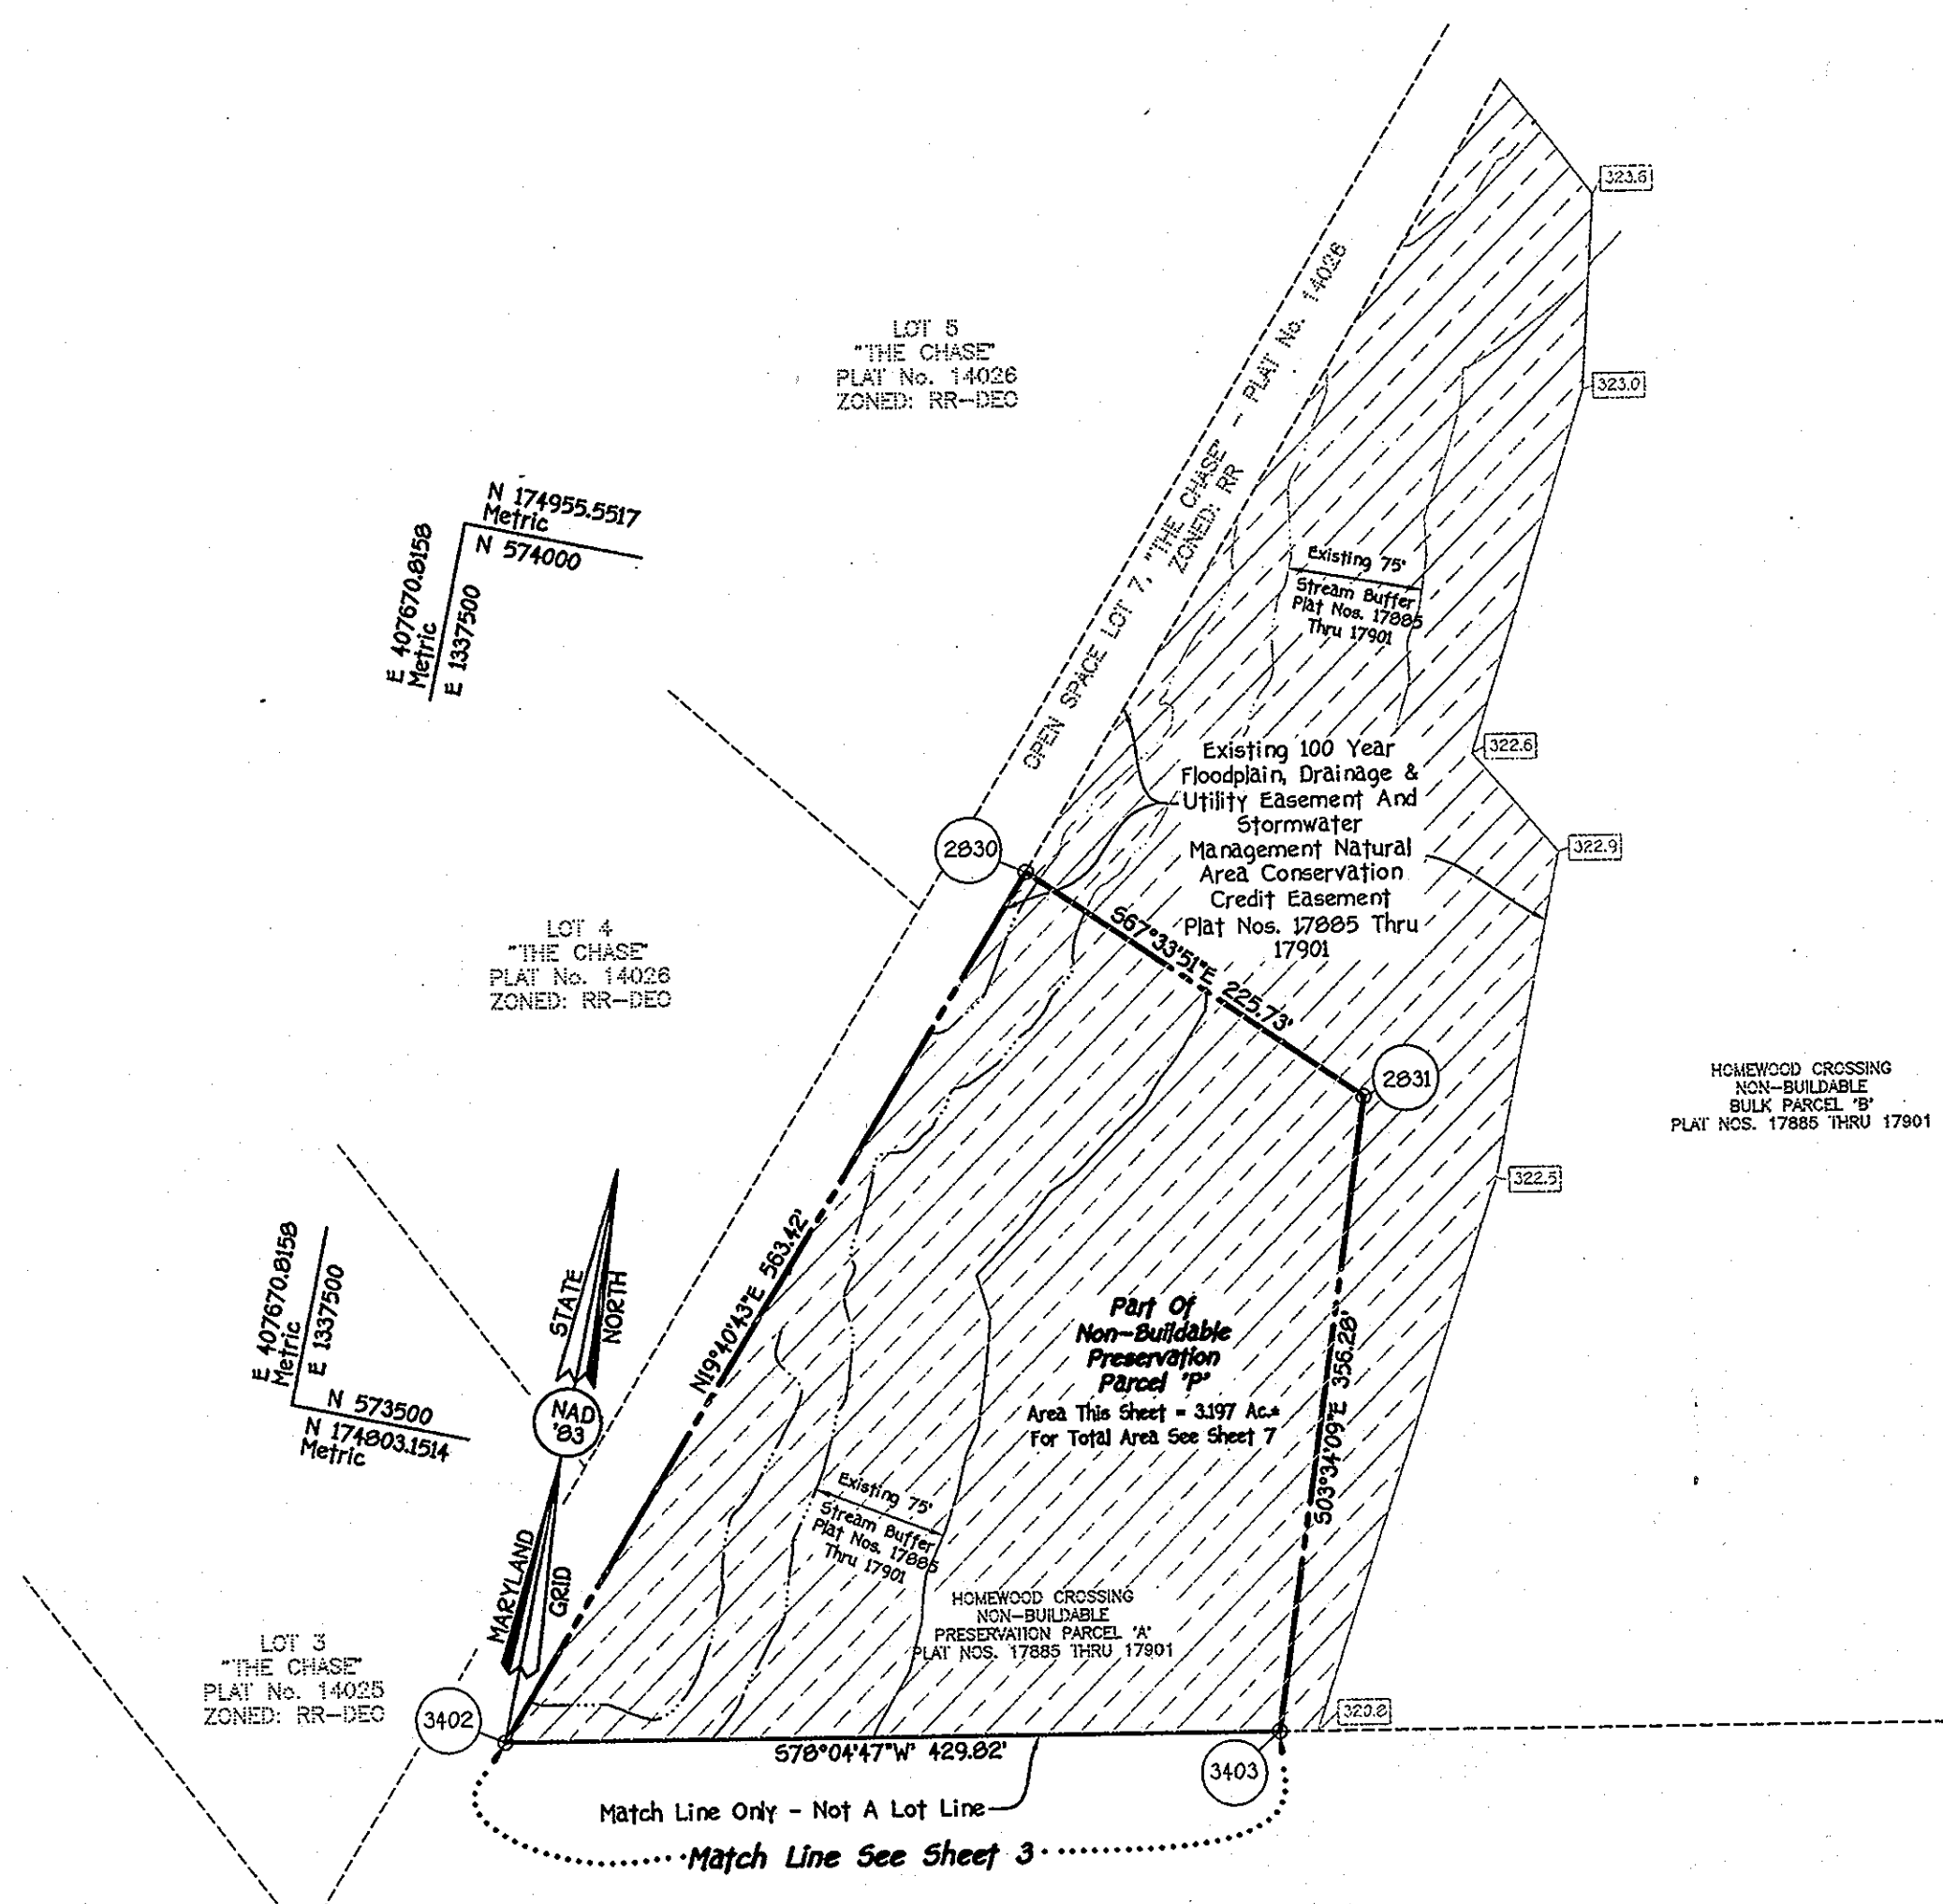 323.6
LOT 5
"THE CHASE"
PLAT No. 14026
ZONED: RR-DEO
323.0
OPEN SPACE LOT 7, "THE CHASE" - PLAT No. 14026
ZONED: RR
N 174955.5517
Metric
N 574000
E 407670.8158
Metric
E 1337500
Existing 75'
Stream Buffer
Plat Nos. 17885
Thru 17901
322.6
Existing 100 Year
Floodplain, Drainage &
Utility Easement And
Stormwater
Management Natural
Area Conservation
Credit Easement
Plat Nos. 17885 Thru
17901
322.9
2830
S67°33'51"E 225.73'
LOT 4
"THE CHASE"
PLAT No. 14026
ZONED: RR-DEO
2831
HOMEWOOD CROSSING
NON-BUILDABLE
BULK PARCEL 'B'
PLAT NOS. 17885 THRU 17901
322.5
N19°40'43"E 563.42'
E 407670.8158
Metric
E 1337500
N 573500
N 174803.1514
Metric
STATE
NORTH
NAD
'83
MARYLAND
GRID
Part Of
Non-Buildable
Preservation
Parcel 'P'
Area This Sheet = 3.197 Ac.±
For Total Area See Sheet 7
S03°34'09"E 356.28'
Existing 75'
Stream Buffer
Plat Nos. 17885
Thru 17901
HOMEWOOD CROSSING
NON-BUILDABLE
PRESERVATION PARCEL 'A'
PLAT NOS. 17885 THRU 17901
LOT 3
"THE CHASE"
PLAT No. 14025
ZONED: RR-DEO
3402
320.8
S78°04'47"W 429.82'
3403
Match Line Only - Not A Lot Line
Match Line See Sheet 3